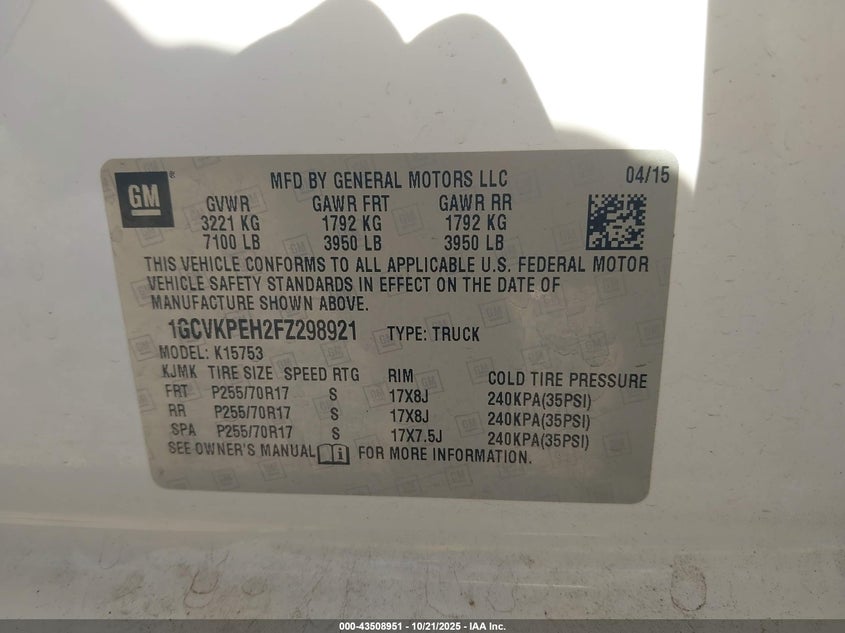 GM ® MFD BY GENERAL MOTORS LLC 04/15
GVWR GAWR FRT GAWR RR
3221 KG 1792 KG 1792 KG
7100 LB 3950 LB 3950 LB
THIS VEHICLE CONFORMS TO ALL APPLICABLE U.S. FEDERAL MOTOR
VEHICLE SAFETY STANDARDS IN EFFECT ON THE DATE OF
MANUFACTURE SHOWN ABOVE.
1GCVKPEH2FZ298921 TYPE: TRUCK
MODEL: K15753
KJMK TIRE SIZE SPEED RTG RIM COLD TIRE PRESSURE
FRT P255/70R17 S 17X8J 240KPA(35PSI)
RR P255/70R17 S 17X8J 240KPA(35PSI)
SPA P255/70R17 S 17X7.5J 240KPA(35PSI)
SEE OWNER'S MANUAL FOR MORE INFORMATION.
000-43508951 - 10/21/2025 - IAA Inc.